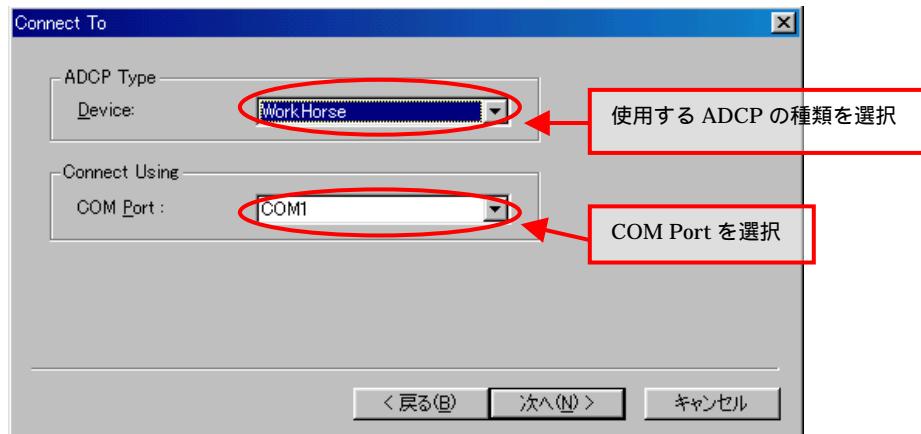 Connect To
ADCP Type
Device:
WorkHorse
使用する ADCP の種類を選択
Connect Using
COM Port :
COM1
COM Port を選択
< 戻る(B)
次へ(N) >
キャンセル